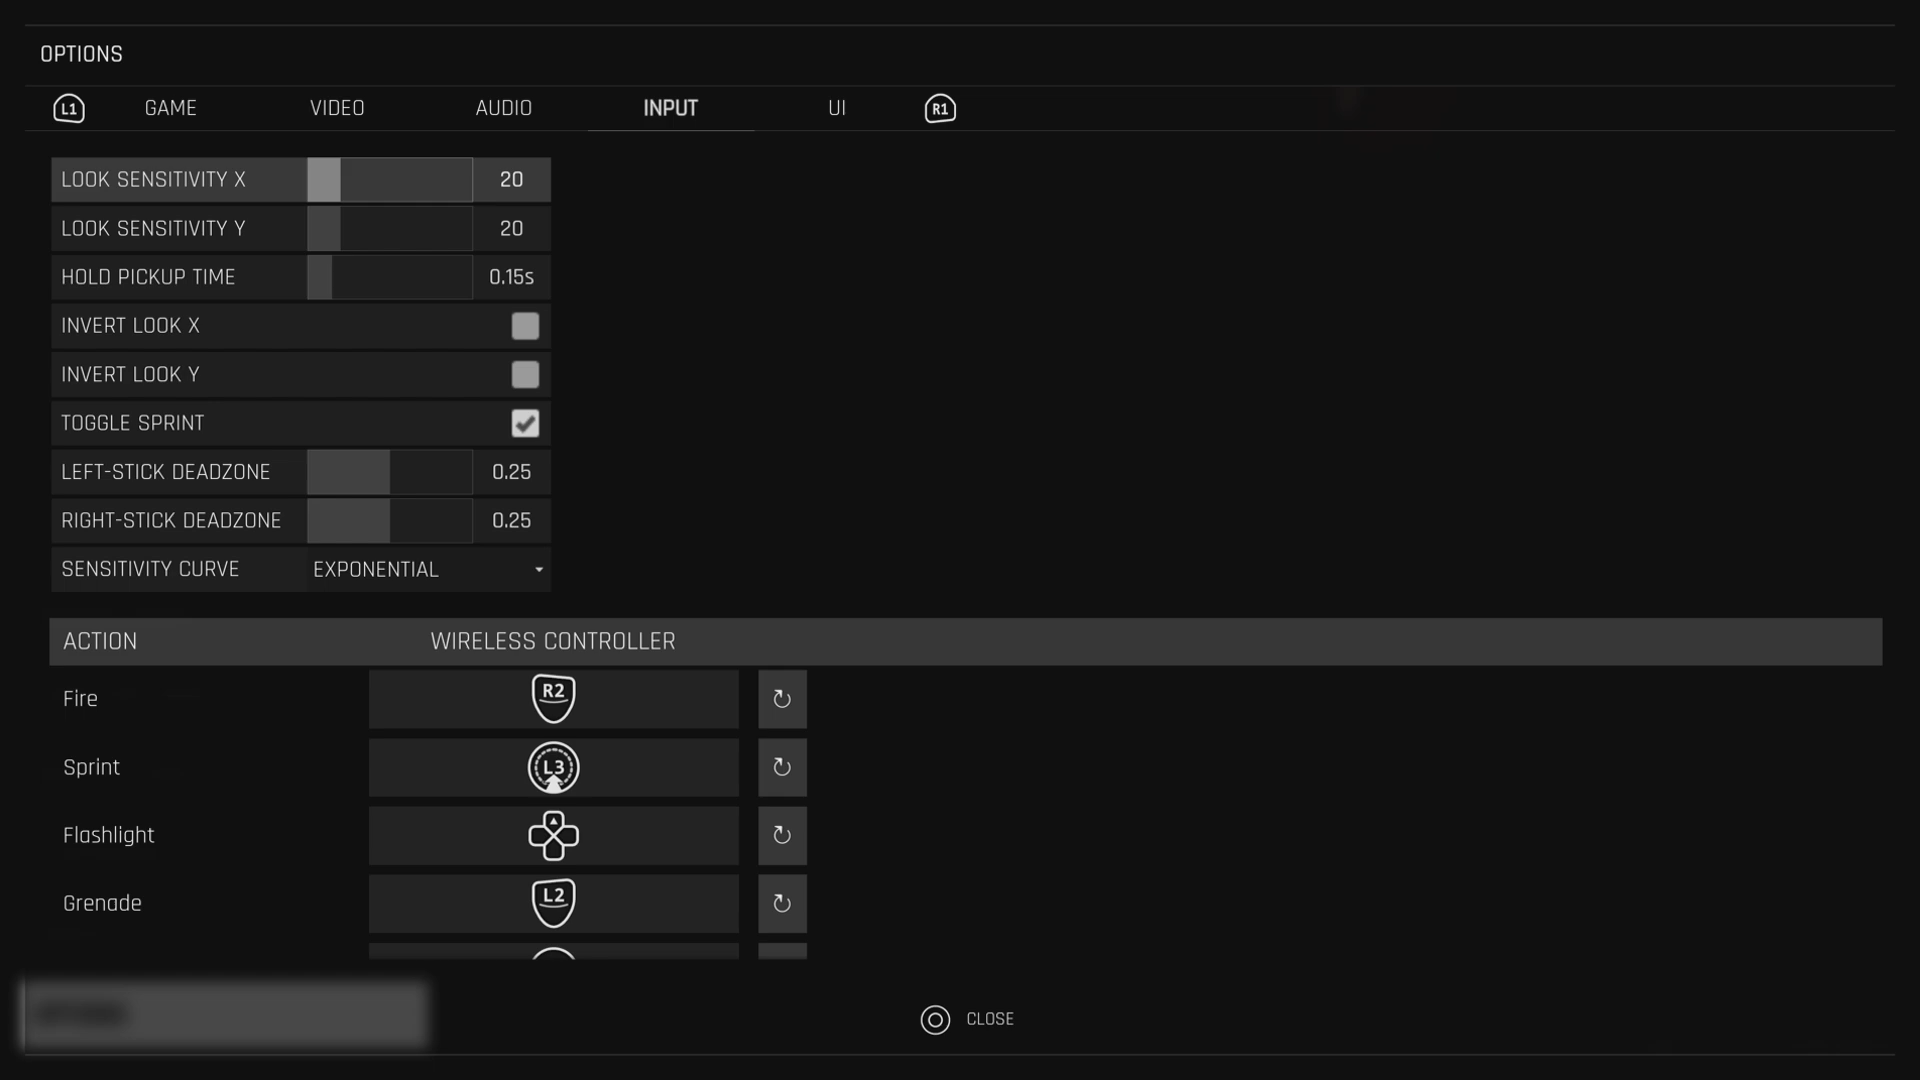 OPTIONS
L1 GAME VIDEO AUDIO INPUT UI R1
LOOK SENSITIVITY X 20
LOOK SENSITIVITY Y 20
HOLD PICKUP TIME 0.15s
INVERT LOOK X
INVERT LOOK Y
TOGGLE SPRINT
LEFT-STICK DEADZONE 0.25
RIGHT-STICK DEADZONE 0.25
SENSITIVITY CURVE EXPONENTIAL
ACTION WIRELESS CONTROLLER
Fire R2
Sprint L3
Flashlight
Grenade L2
CLOSE